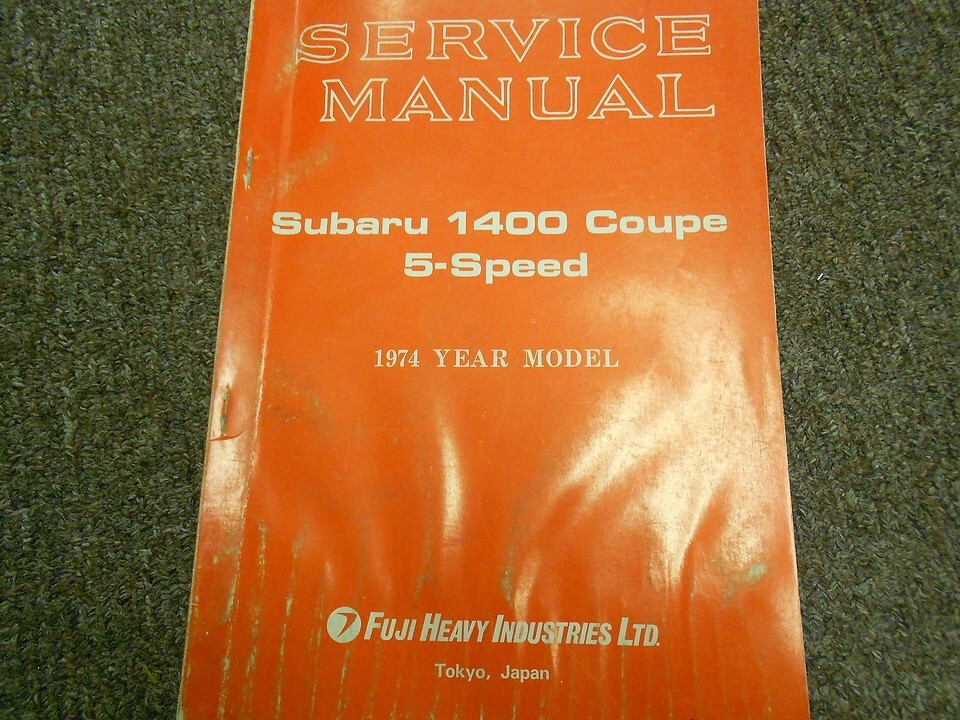 SERVICE
MANUAL
Subaru 1400 Coupe
5-Speed
1974 YEAR MODEL
FUJI HEAVY INDUSTRIES LTD.
Tokyo, Japan